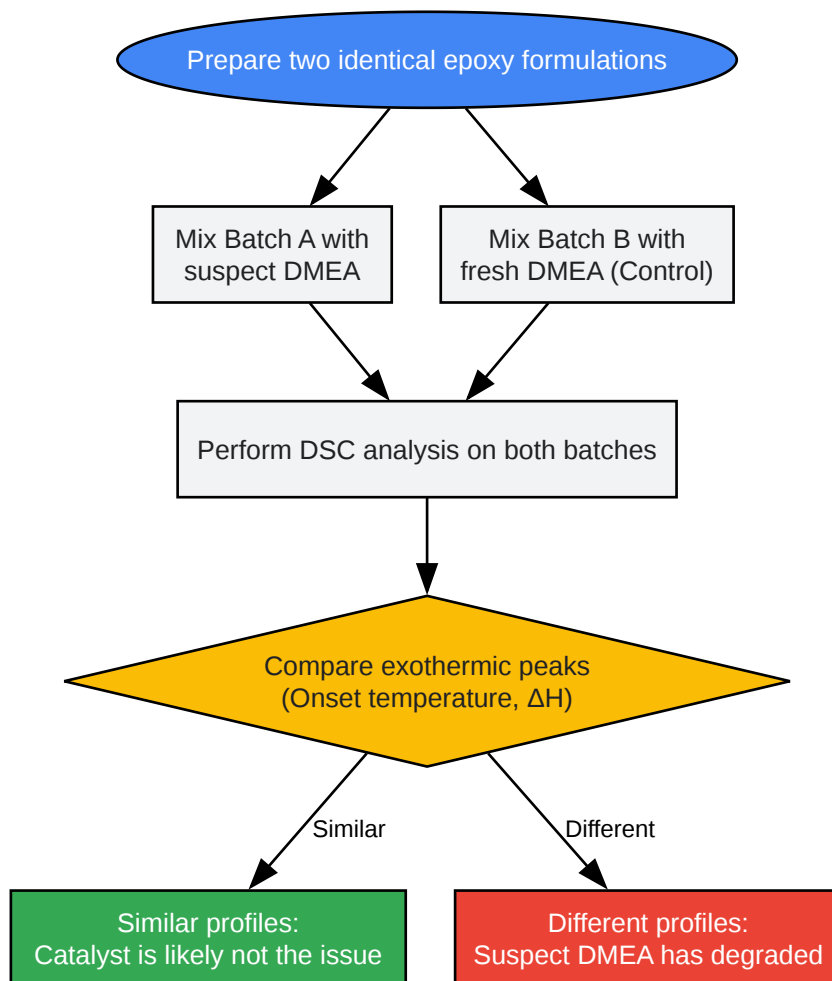 Prepare two identical epoxy formulations
Mix Batch A with
suspect DMEA
Mix Batch B with
fresh DMEA (Control)
Perform DSC analysis on both batches
Compare exothermic peaks
(Onset temperature, ΔH)
Similar
Different
Similar profiles:
Catalyst is likely not the issue
Different profiles:
Suspect DMEA has degraded